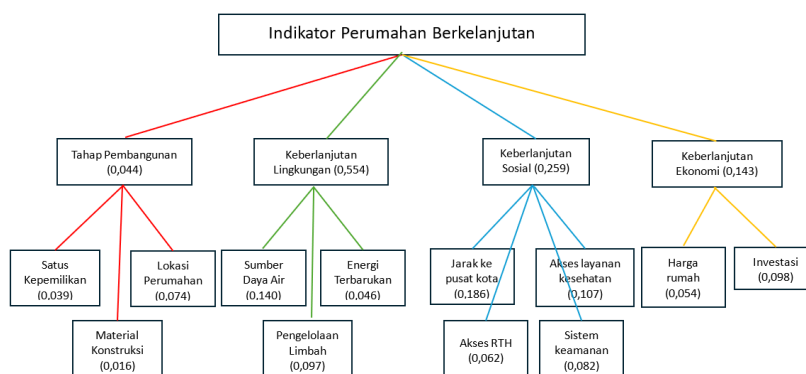 Indikator Perumahan Berkelanjutan
Tahap Pembangunan
(0,044)
Keberlanjutan
Lingkungan (0,554)
Keberlanjutan
Sosial (0,259)
Keberlanjutan
Ekonomi (0,143)
Satus
Kepemilikan
(0,039)
Lokasi
Perumahan
(0,074)
Sumber
Daya Air
(0,140)
Energi
Terbarukan
(0,046)
Jarak ke
pusat kota
(0,186)
Akses layanan
kesehatan
(0,107)
Harga
rumah
(0,054)
Investasi
(0,098)
Material
Konstruksi
(0,016)
Pengelolaan
Limbah
(0,097)
Akses RTH
(0,062)
Sistem
keamanan
(0,082)